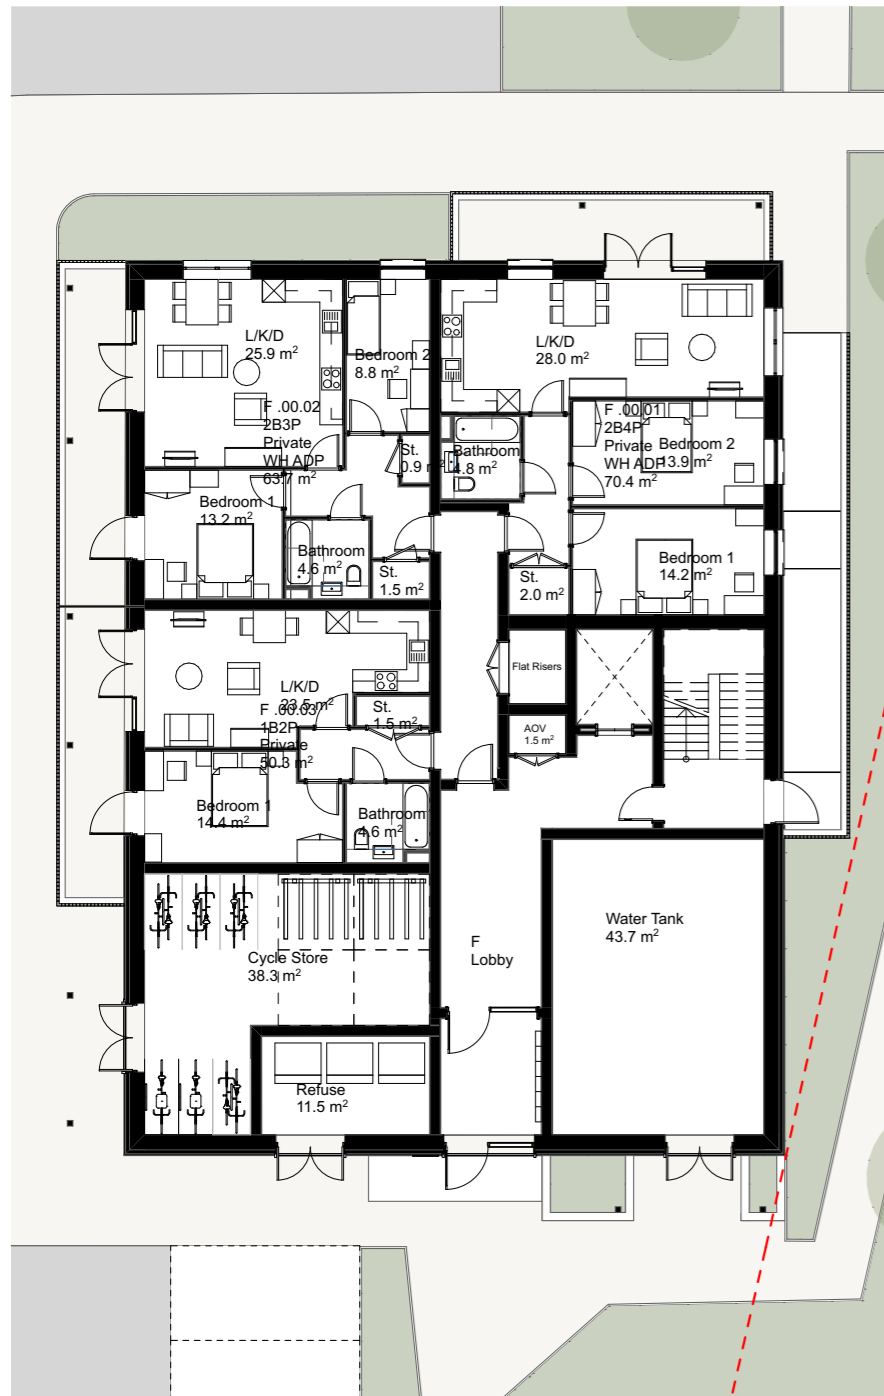 L/K/D
25.9 m²
Bedroom 2
8.8 m²
F .00.02
2B3P
Private
WH ADP
63.7 m²
St.
0.9 m²
Bedroom 1
13.2 m²
Bathroom
4.6 m²
St.
1.5 m²
L/K/D
28.0 m²
F .00.01
2B4P
Private
WH ADP
70.4 m²
Bathroom
4.8 m²
Bedroom 2
13.9 m²
Bedroom 1
14.2 m²
St.
2.0 m²
L/K/D
23.5 m²
F .00.03
1B2P
Private
50.3 m²
St.
1.5 m²
Bedroom 1
14.4 m²
Bathroom
4.6 m²
Flat Risers
AOV
1.5 m²
Cycle Store
38.3 m²
F
Lobby
Water Tank
43.7 m²
Refuse
11.5 m²